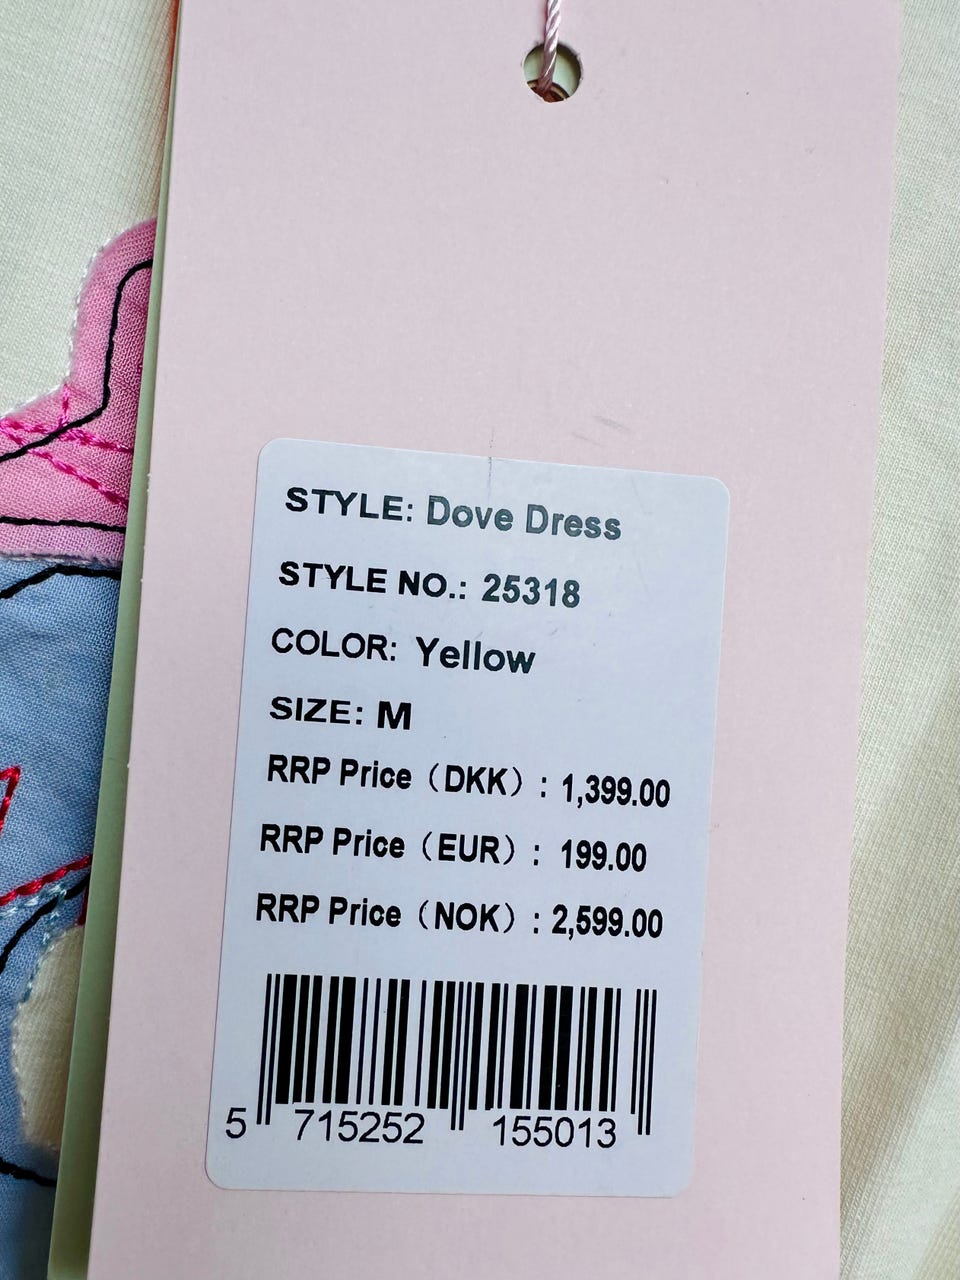 STYLE: Dove Dress
STYLE NO.: 25318
COLOR: Yellow
SIZE: M
RRP Price（DKK）: 1,399.00
RRP Price（EUR）: 199.00
RRP Price（NOK）: 2,599.00
5 715252 155013